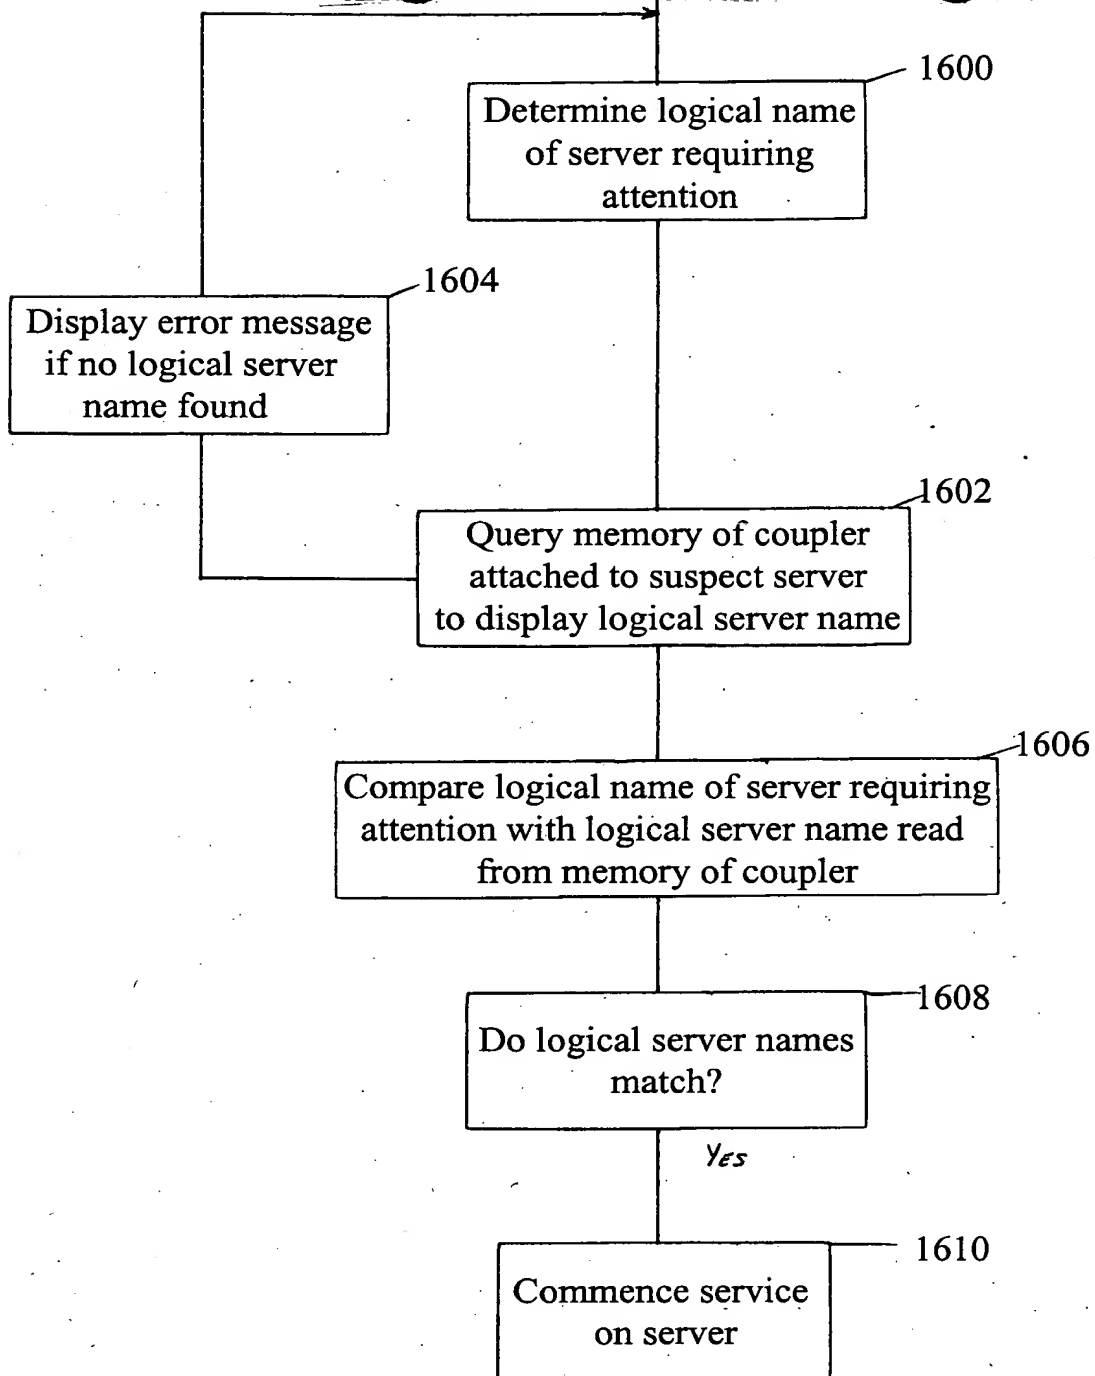 1600
Determine logical name
of server requiring
attention
1604
Display error message
if no logical server
name found
1602
Query memory of coupler
attached to suspect server
to display logical server name
1606
Compare logical name of server requiring
attention with logical server name read
from memory of coupler
1608
Do logical server names
match?
YES
1610
Commence service
on server